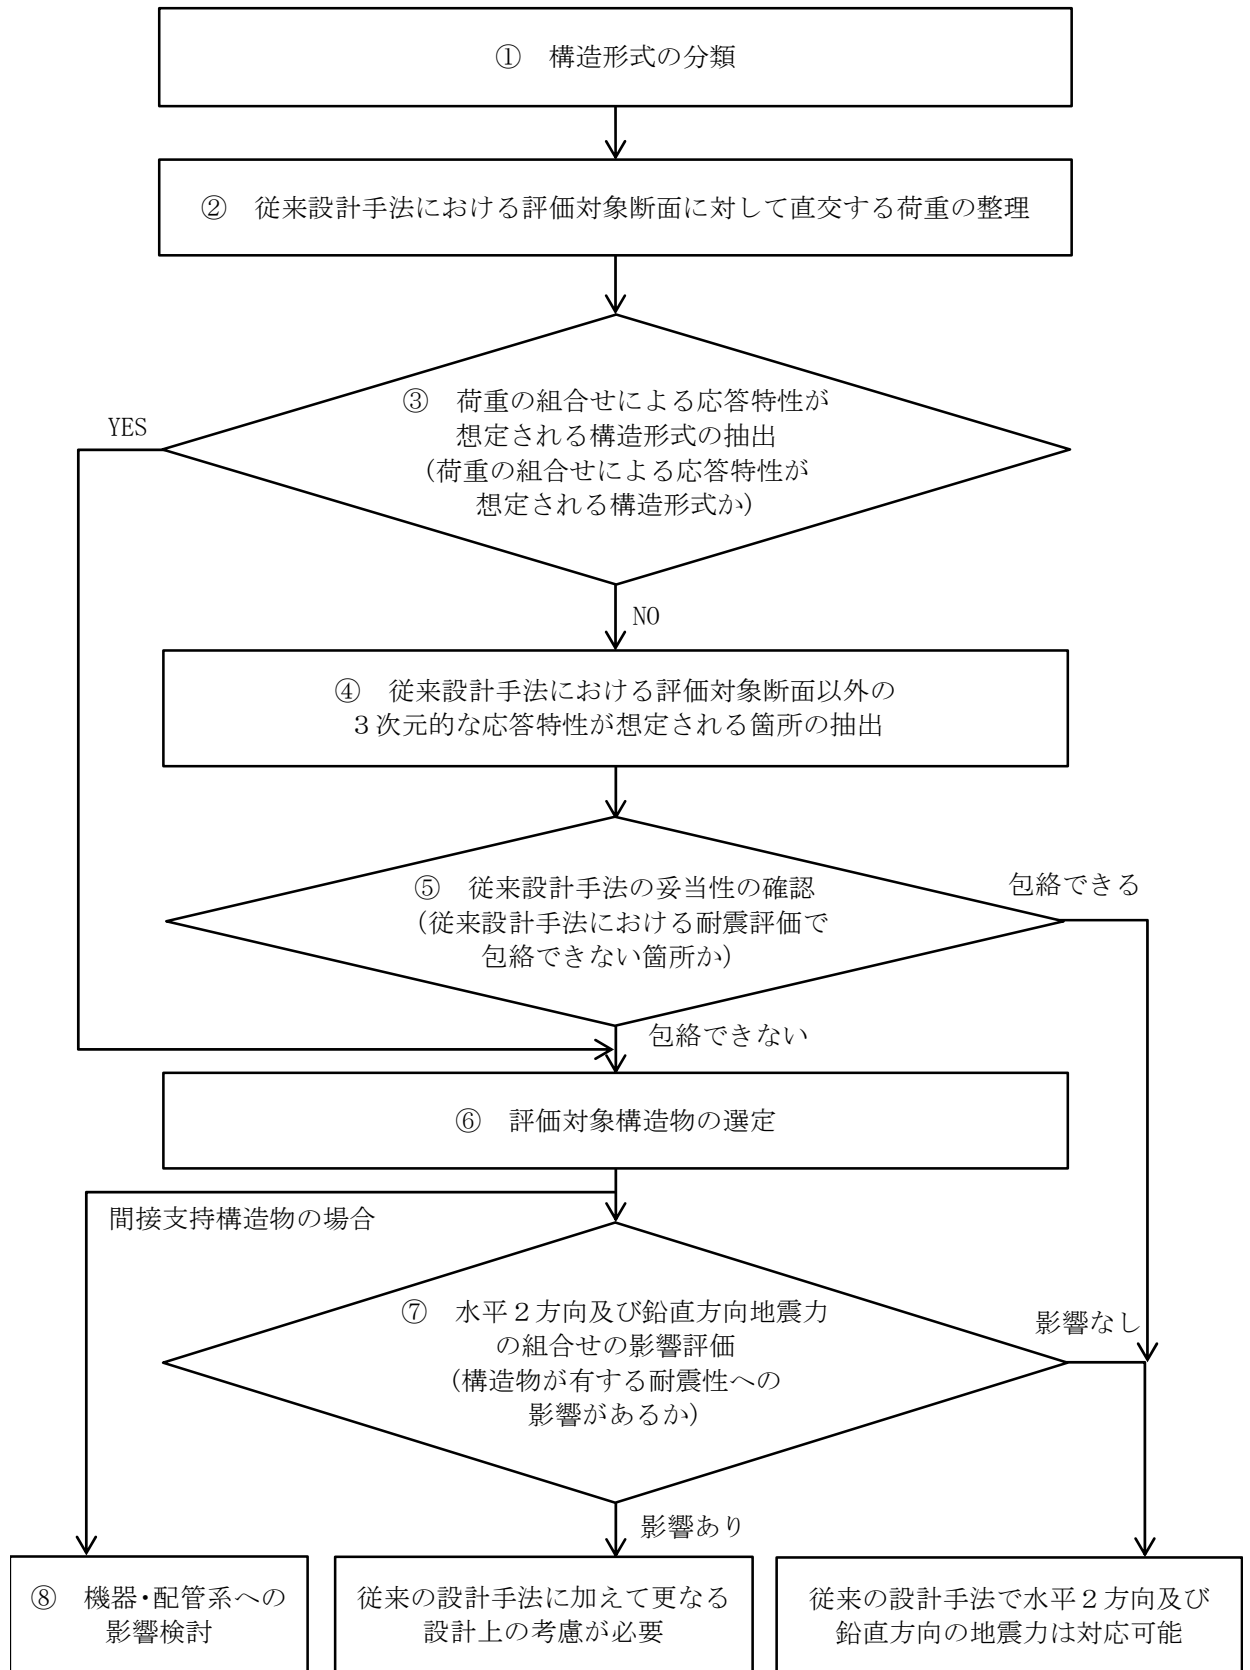 ① 構造形式の分類
② 従来設計手法における評価対象断面に対して直交する荷重の整理
③ 荷重の組合せによる応答特性が
想定される構造形式の抽出
(荷重の組合せによる応答特性が
想定される構造形式か)
YES
NO
④ 従来設計手法における評価対象断面以外の
３次元的な応答特性が想定される箇所の抽出
⑤ 従来設計手法の妥当性の確認
(従来設計手法における耐震評価で
包絡できない箇所か)
包絡できる
包絡できない
⑥ 評価対象構造物の選定
間接支持構造物の場合
⑦ 水平２方向及び鉛直方向地震力
の組合せの影響評価
(構造物が有する耐震性への
影響があるか)
影響なし
影響あり
⑧ 機器・配管系への
影響検討
従来の設計手法に加えて更なる
設計上の考慮が必要
従来の設計手法で水平２方向及び
鉛直方向の地震力は対応可能